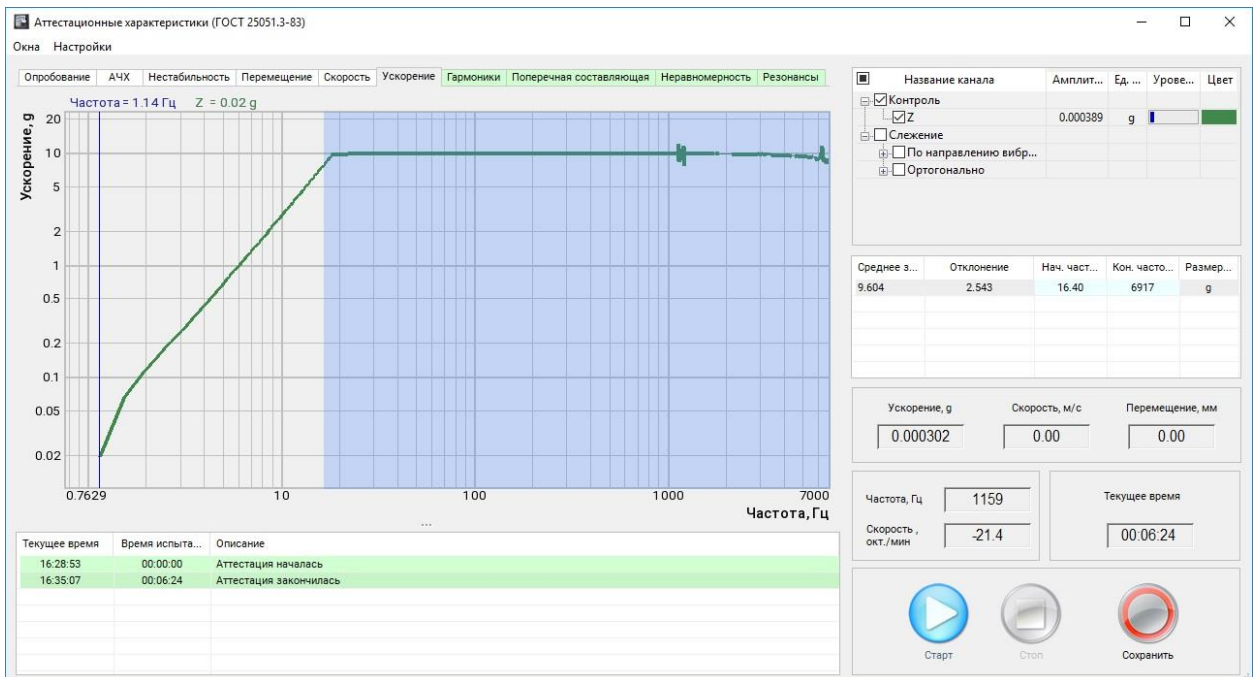 Аттестационные характеристики (ГОСТ 25051.3-83)
Окна Настройки
Опробование АЧХ Нестабильность Перемещение Скорость Ускорение Гармоники Поперечная составляющая Неравномерность Резонансы
Частота = 1.14 Гц Z = 0.02 g
Ускорение, g
20
10
5
2
1
0.5
0.2
0.1
0.05
0.02
0.7629 10 100 1000 7000
Частота, Гц
...
Текущее время Время испыта... Описание
16:28:53 00:00:00 Аттестация началась
16:35:07 00:06:24 Аттестация закончилась
Название канала Амплит... Ед. ... Урове... Цвет
Контроль
Z 0.000389 g
Слежение
По направлению вибр...
Ортогонально
Среднее з... Отклонение Нач. част... Кон. часто... Размер...
9.604 2.543 16.40 6917 g
Ускорение, g Скорость, м/с Перемещение, мм
0.000302 0.00 0.00
Частота, Гц 1159
Скорость , окт./мин -21.4
Текущее время
00:06:24
Старт Стоп Сохранить